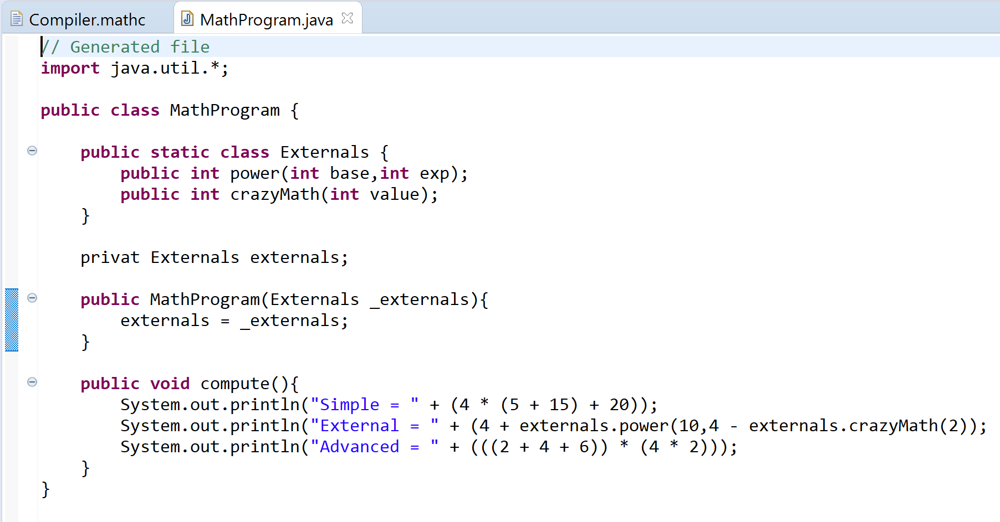 Compiler.mathc
MathProgram.java
// Generated file
import java.util.*;
public class MathProgram {
public static class Externals {
public int power(int base,int exp);
public int crazyMath(int value);
}
privat Externals externals;
public MathProgram(Externals _externals){
externals = _externals;
}
public void compute(){
System.out.println("Simple = " + (4 * (5 + 15) + 20));
System.out.println("External = " + (4 + externals.power(10,4 - externals.crazyMath(2));
System.out.println("Advanced = " + (((2 + 4 + 6)) * (4 * 2)));
}
}